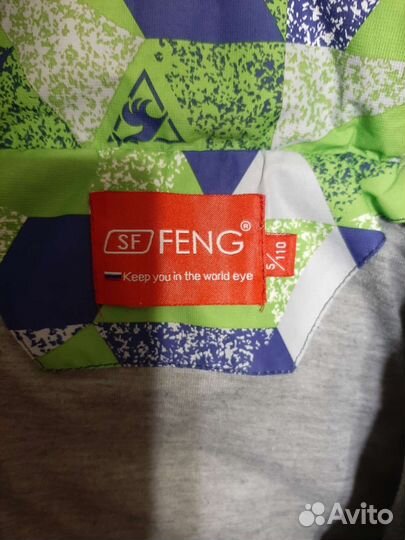 SF FENG®
Keep you in the world eye
5/110
Avito